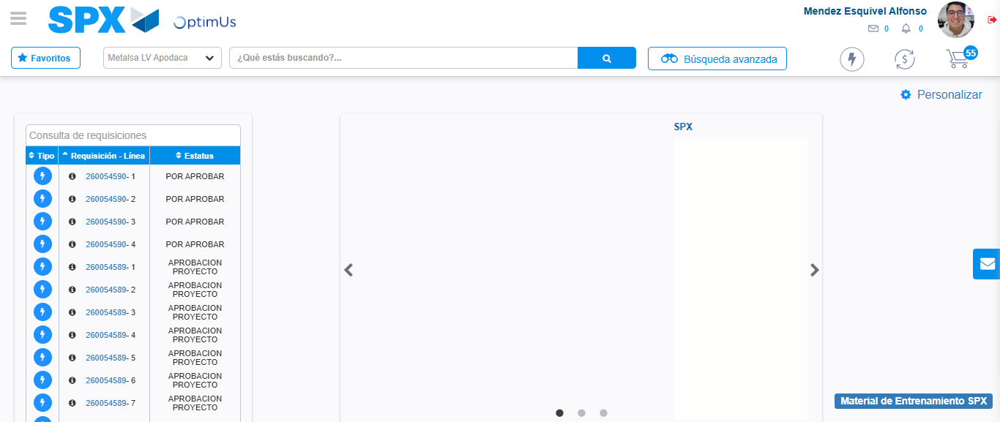 SPX
OptimUs
Mendez Esquivel Alfonso
0
0
Favoritos
Metalsa LV Apodaca
¿Qué estás buscando?...
Búsqueda avanzada
55
Personalizar
Consulta de requisiciones
Tipo
Requisición - Línea
Estatus
260054590- 1
POR APROBAR
260054590- 2
POR APROBAR
260054590- 3
POR APROBAR
260054590- 4
POR APROBAR
260054589- 1
APROBACION
PROYECTO
260054589- 2
APROBACION
PROYECTO
260054589- 3
APROBACION
PROYECTO
260054589- 4
APROBACION
PROYECTO
260054589- 5
APROBACION
PROYECTO
260054589- 6
APROBACION
PROYECTO
260054589- 7
APROBACION
PROYECTO
SPX
Material de Entrenamiento SPX